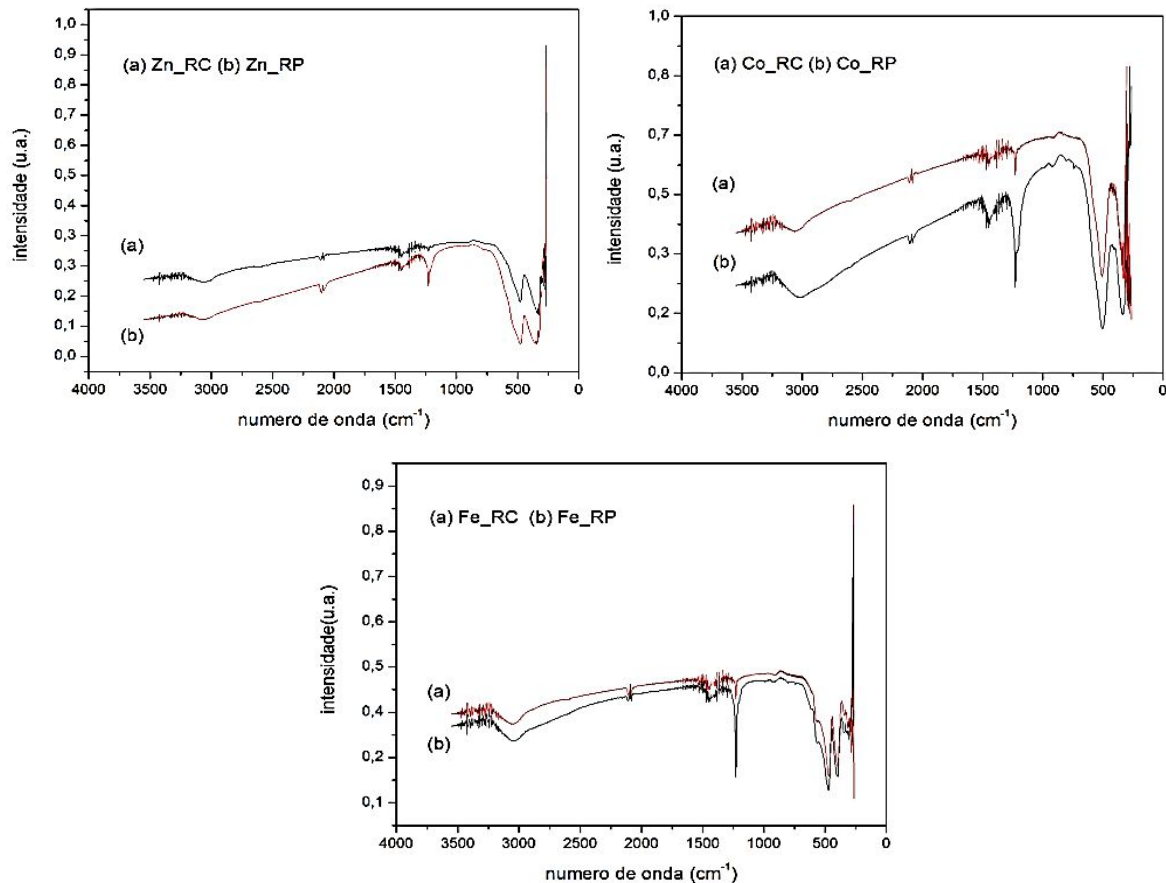 1,0
0,9
0,8
0,7
0,6
0,5
0,4
0,3
0,3
0,2
0,1
0,0
intensidade (u.a.)
(a) Zn_RC (b) Zn_RP
(a)
(b)
4000 3500 3000 2500 2000 1500 1000 500 0
numero de onda (cm⁻¹)
1,0
0,8
0,7
0,5
0,4
0,2
0,0
intensidade (u.a.)
(a) Co_RC (b) Co_RP
(a)
(b)
4000 3500 3000 2500 2000 1500 1000 500 0
numero de onda (cm⁻¹)
0,9
0,8
0,7
0,6
0,5
0,4
0,2
0,1
intensidade(u.a.)
(a) Fe_RC (b) Fe_RP
(a)
(b)
4000 3500 3000 2500 2000 1500 1000 500 0
numero de onda (cm⁻¹)